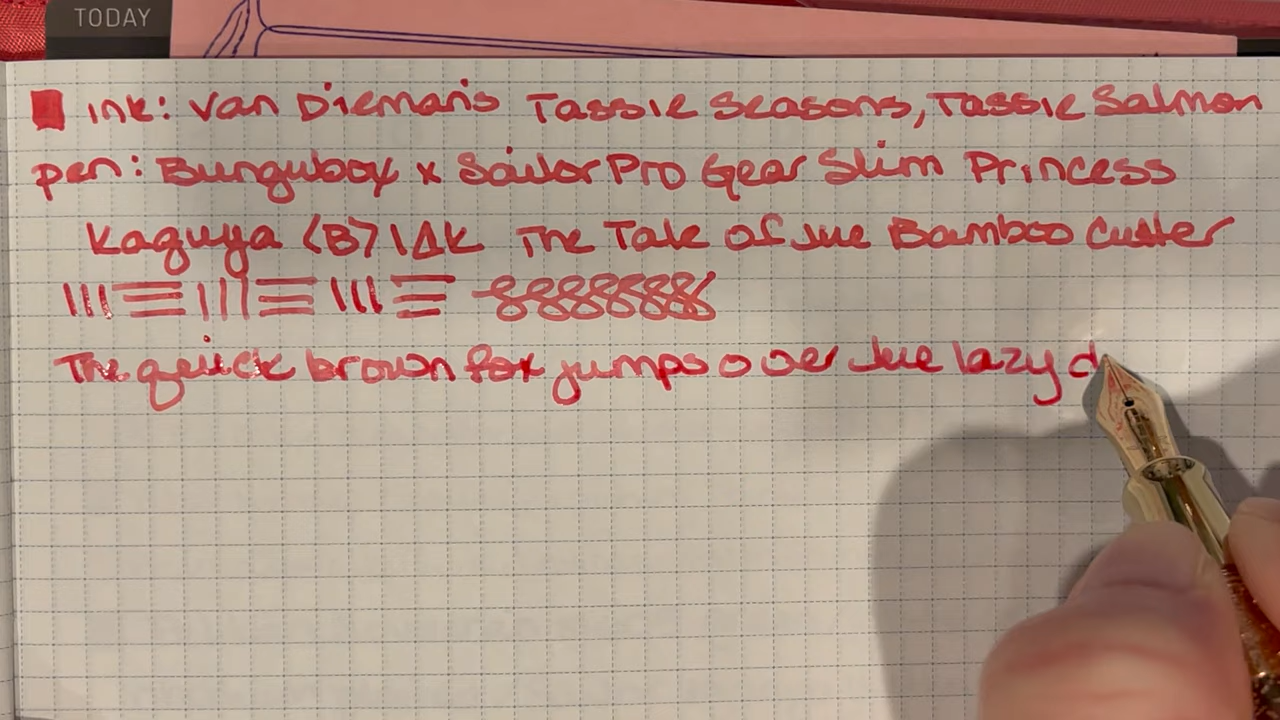 TODAY
ink: Van Dieman's Tassie Seasons, Tassie Salmon
pen: Bungubox x Sailor Pro Gear Slim Princess
Kaguya <B> 14k The Tale of the Bamboo Cutter
The quick brown fox jumps o over the lazy d